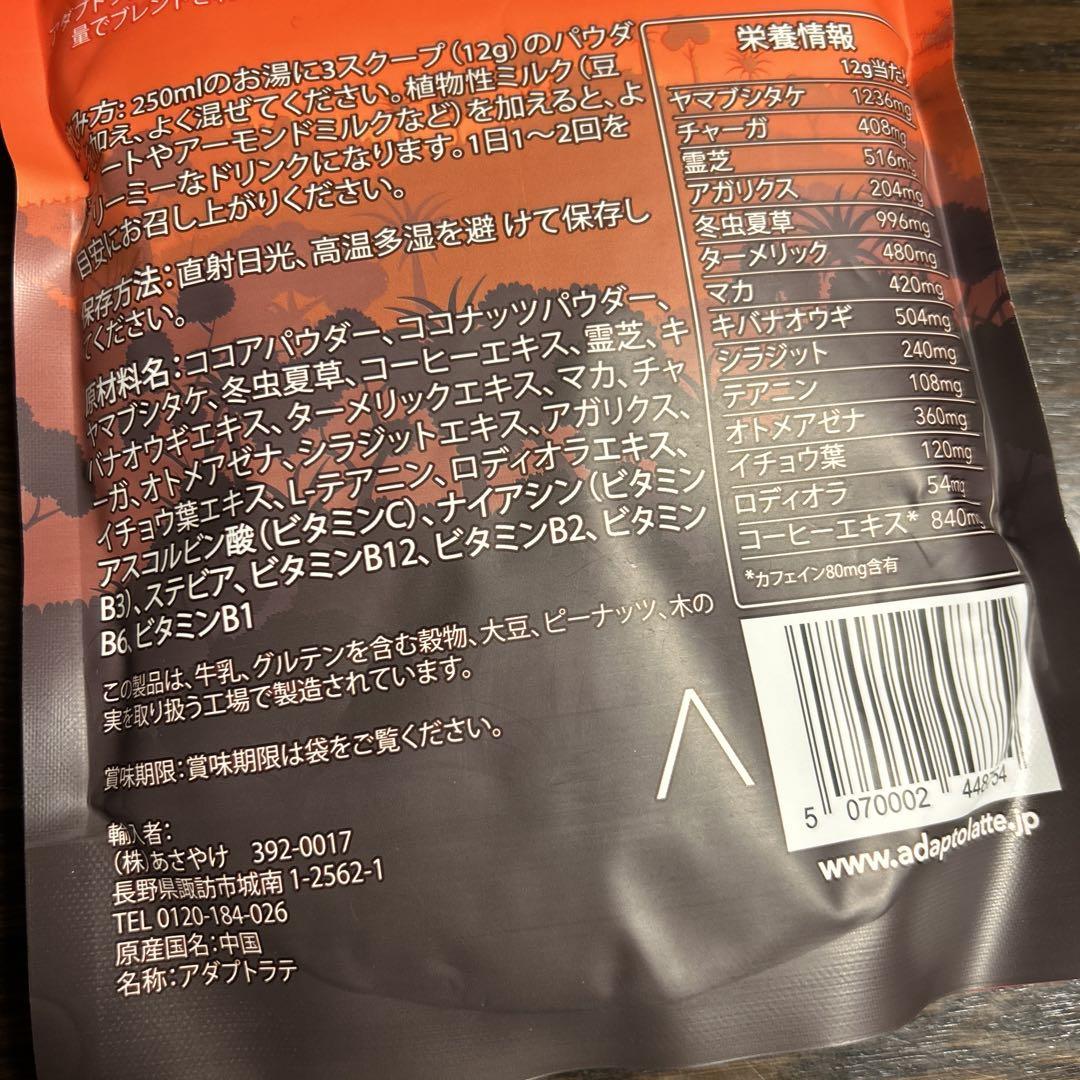 量でブレンドされ
み方: 250mlのお湯に3スクープ（12g）のパウダ
加え、よく混ぜてください。植物性ミルク（豆
ートやアーモンドミルクなど）を加えると、よ
リーミーなドリンクになります。1日1〜2回を
目安にお召し上がりください。
保存方法：直射日光、高温多湿を避けて保存し
てください。
原材料名：ココアパウダー、ココナッツパウダー、
ヤマブシタケ、冬虫夏草、コーヒーエキス、霊芝、キ
バナオウギエキス、ターメリックエキス、マカ、チャ
ーガ、オトメアゼナ、シラジットエキス、アガリクス、
イチョウ葉エキス、L-テアニン、ロディオラエキス、
アスコルビン酸（ビタミンC）、ナイアシン（ビタミン
B3）、ステビア、ビタミンB12、ビタミンB2、ビタミン
B6、ビタミンB1
この製品は、牛乳、グルテンを含む穀物、大豆、ピーナッツ、木の
実を取り扱う工場で製造されています。
賞味期限：賞味期限は袋をご覧ください。
輸入者：
（株）あさやけ 392-0017
長野県諏訪市城南 1-2562-1
TEL 0120-184-026
原産国名：中国
名称：アダプトラテ
栄養情報
12g当たり
ヤマブシタケ 1236mg
チャーガ 408mg
霊芝 516mg
アガリクス 204mg
冬虫夏草 996mg
ターメリック 480mg
マカ 420mg
キバナオウギ 504mg
シラジット 240mg
テアニン 108mg
オトメアゼナ 360mg
イチョウ葉 120mg
ロディオラ 54mg
コーヒーエキス* 840mg
*カフェイン80mg含有
5 070002 448754
www.adaptolatte.jp